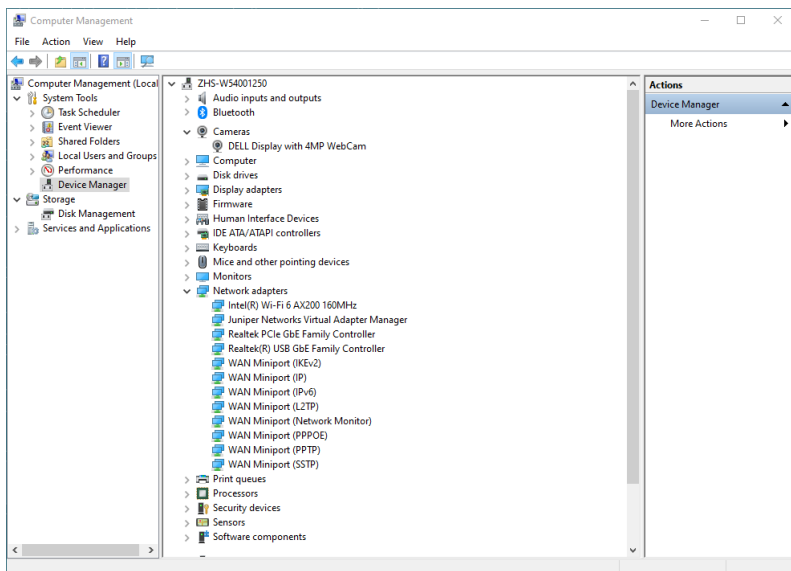 Computer Management
File Action View Help
Computer Management (Local
System Tools
Task Scheduler
Event Viewer
Shared Folders
Local Users and Groups
Performance
Device Manager
Storage
Disk Management
Services and Applications
ZHS-W54001250
Audio inputs and outputs
Bluetooth
Cameras
DELL Display with 4MP WebCam
Computer
Disk drives
Display adapters
Firmware
Human Interface Devices
IDE ATA/ATAPI controllers
Keyboards
Mice and other pointing devices
Monitors
Network adapters
Intel(R) Wi-Fi 6 AX200 160MHz
Juniper Networks Virtual Adapter Manager
Realtek PCIe GbE Family Controller
Realtek(R) USB GbE Family Controller
WAN Miniport (IKEv2)
WAN Miniport (IP)
WAN Miniport (IPv6)
WAN Miniport (L2TP)
WAN Miniport (Network Monitor)
WAN Miniport (PPPOE)
WAN Miniport (PPTP)
WAN Miniport (SSTP)
Print queues
Processors
Security devices
Sensors
Software components
Actions
Device Manager
More Actions